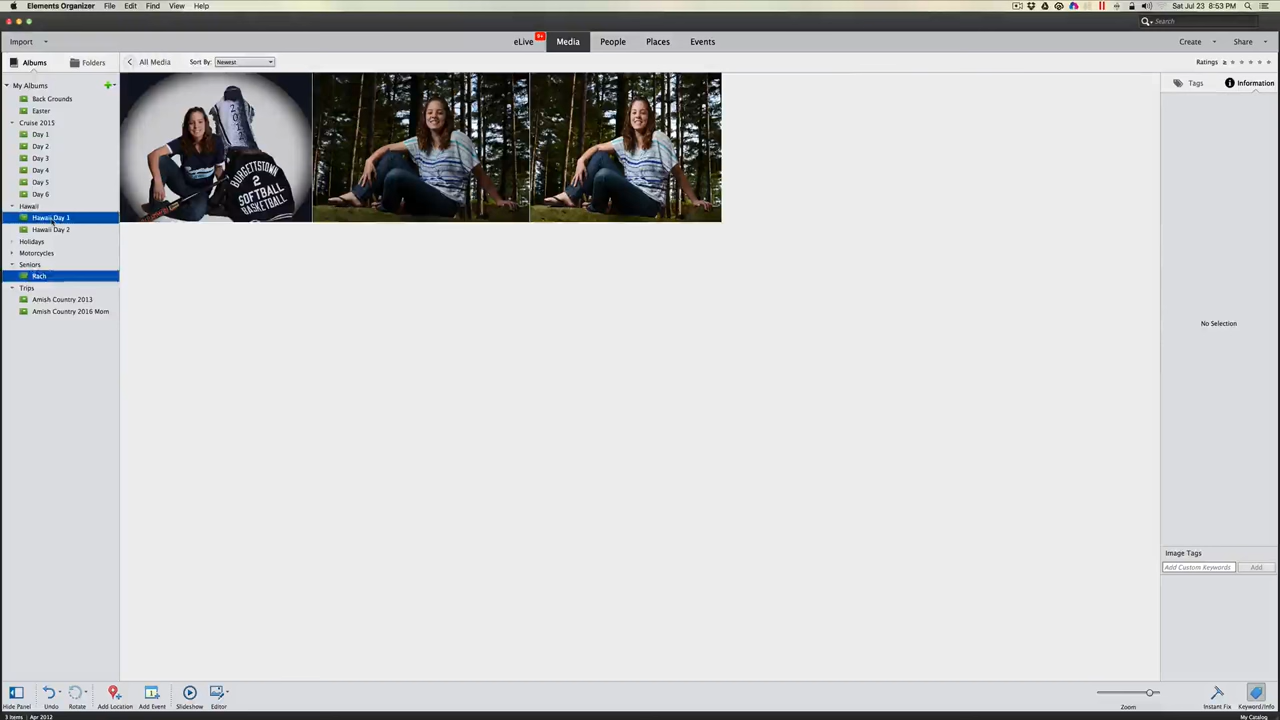 Elements Organizer File Edit Find View Help Sat Jul 23 8:53 PM
Search
Import eLive 9+ Media People Places Events Create Share
Albums Folders All Media Sort By: Newest Ratings ≥
My Albums
Tags Information
Back Grounds
Easter
Cruise 2015
Day 1
Day 2
Day 3
Day 4
Day 5
Day 6
Hawaii
Hawaii Day 1
Hawaii Day 2
Holidays
Motorcycles
Seniors
Rach
Trips
Amish Country 2013
Amish Country 2016 Mom
BURGETTSTOWN
2
SOFTBALL
BASKETBALL
No Selection
Image Tags
Add Custom Keywords Add
Hide Panel Undo Rotate Add Location Add Event Slideshow Editor Zoom Instant Fix Keyword/Info
3 Items Apr 2012 My Catalog